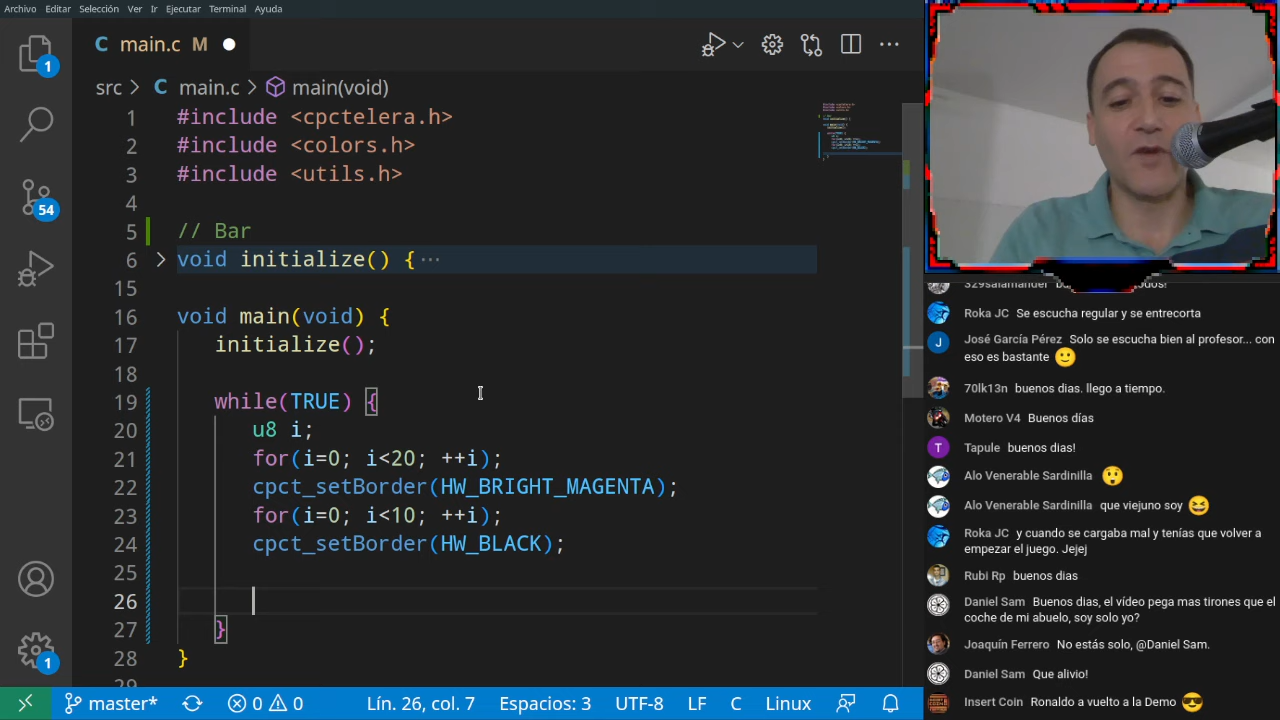 Archivo Editar Selección Ver Ir Ejecutar Terminal Ayuda
main.c M
src > main.c > main(void)
1 #include <cpctelera.h>
2 #include <colors.h>
3 #include <utils.h>
4
5 // Bar
6 void initialize() { ···
15
16 void main(void) {
17 initialize();
18
19 while(TRUE) {
20 u8 i;
21 for(i=0; i<20; ++i);
22 cpct_setBorder(HW_BRIGHT_MAGENTA);
23 for(i=0; i<10; ++i);
24 cpct_setBorder(HW_BLACK);
25
26
27 }
28 }
1
54
1
master* 0 0 Lín. 26, col. 7 Espacios: 3 UTF-8 LF C Linux
Roka JC Se escucha regular y se entrecorta
José García Pérez Solo se escucha bien al profesor... con
eso es bastante
70lk13n buenos dias. llego a tiempo.
Motero V4 Buenos días
Tapule buenos dias!
Alo Venerable Sardinilla
Alo Venerable Sardinilla que viejuno soy
Roka JC y cuando se cargaba mal y tenías que volver a
empezar el juego. Jejej
Rubi Rp buenos dias
Daniel Sam Buenos dias, el vídeo pega mas tirones que el
coche de mi abuelo, soy solo yo?
Joaquín Ferrero No estás solo, @Daniel Sam.
Daniel Sam Que alivio!
Insert Coin Ronaldo a vuelto a la Demo